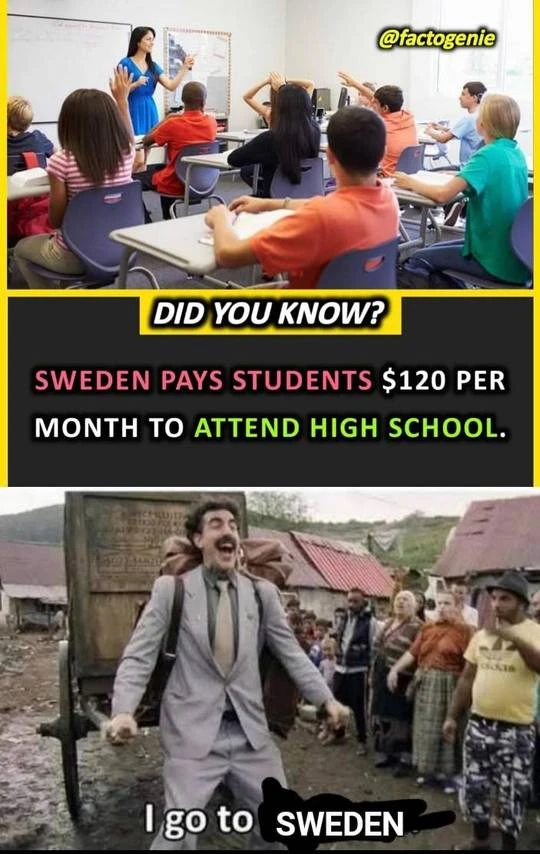 @factogenie
DID YOU KNOW?
SWEDEN PAYS STUDENTS $120 PER
MONTH TO ATTEND HIGH SCHOOL.
I go to SWEDEN